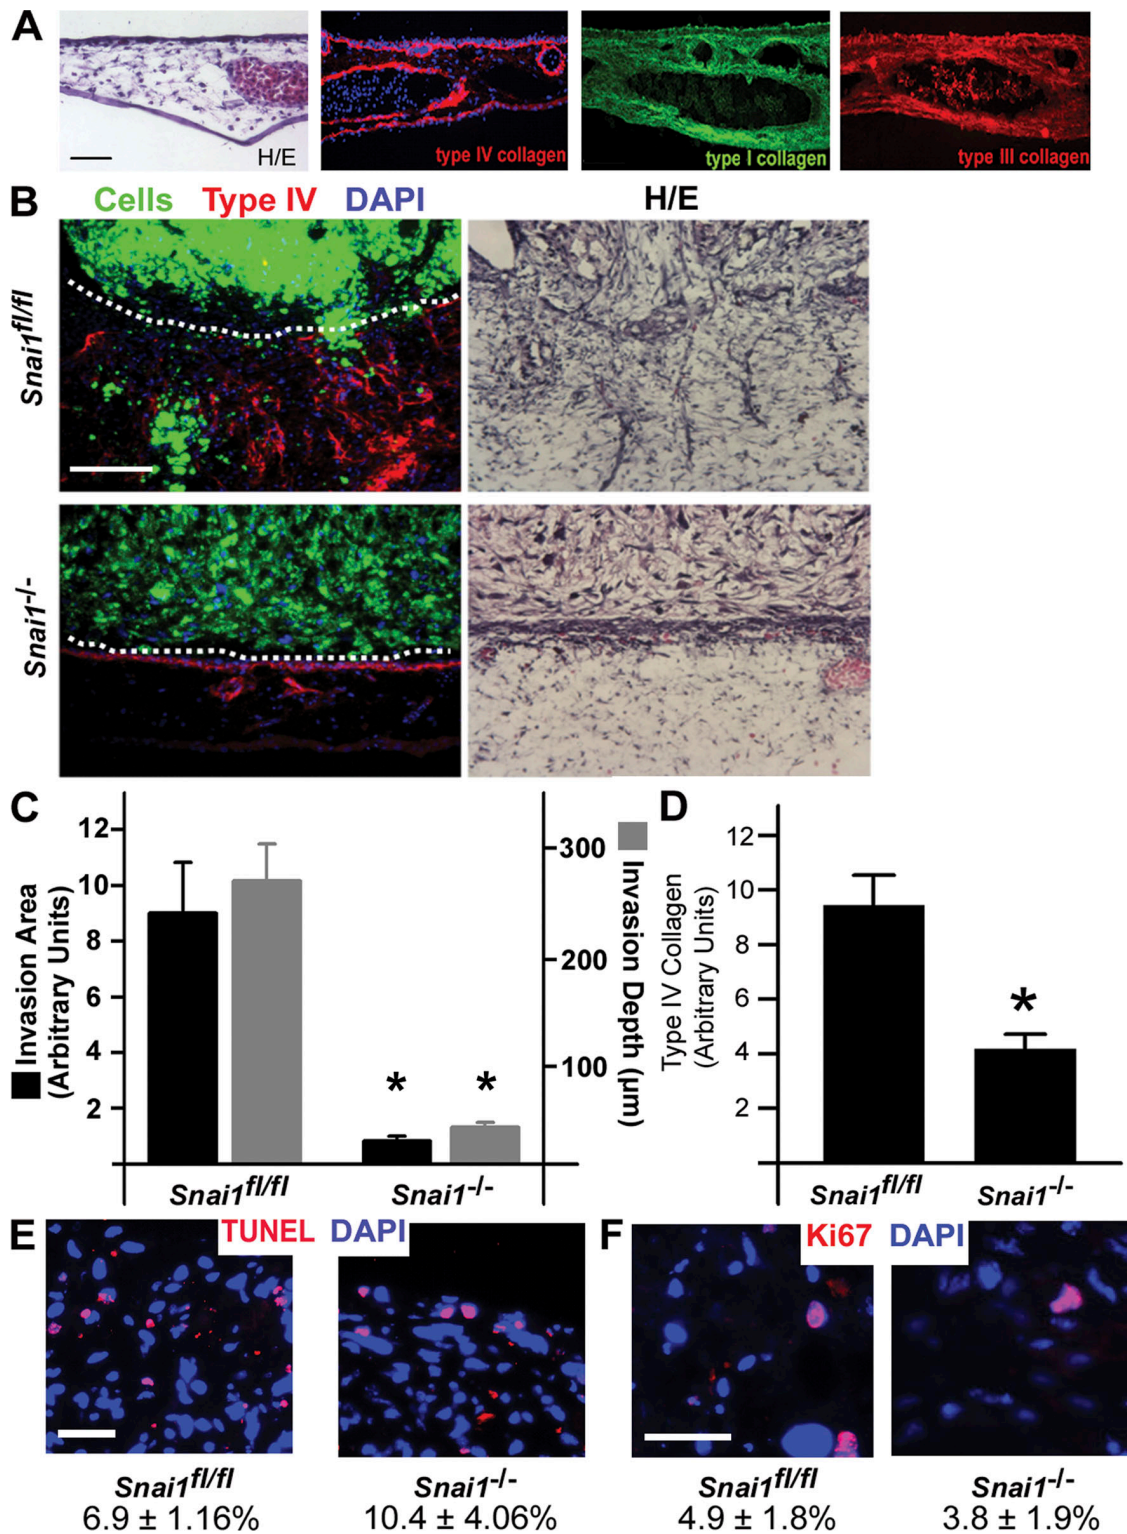 A
H/E
type IV collagen
type I collagen
type III collagen
B
Cells Type IV DAPI
H/E
Snai1fl/fl
Snai1-/-
C
Invasion Area
(Arbitrary Units)
12
10
8
6
4
2
300
200
100
Invasion Depth (µm)
* *
Snai1fl/fl
Snai1-/-
D
Type IV Collagen
(Arbitrary Units)
12
10
8
6
4
2
*
Snai1fl/fl
Snai1-/-
E
TUNEL DAPI
Snai1fl/fl
6.9 ± 1.16%
Snai1-/-
10.4 ± 4.06%
F
Ki67 DAPI
Snai1fl/fl
4.9 ± 1.8%
Snai1-/-
3.8 ± 1.9%